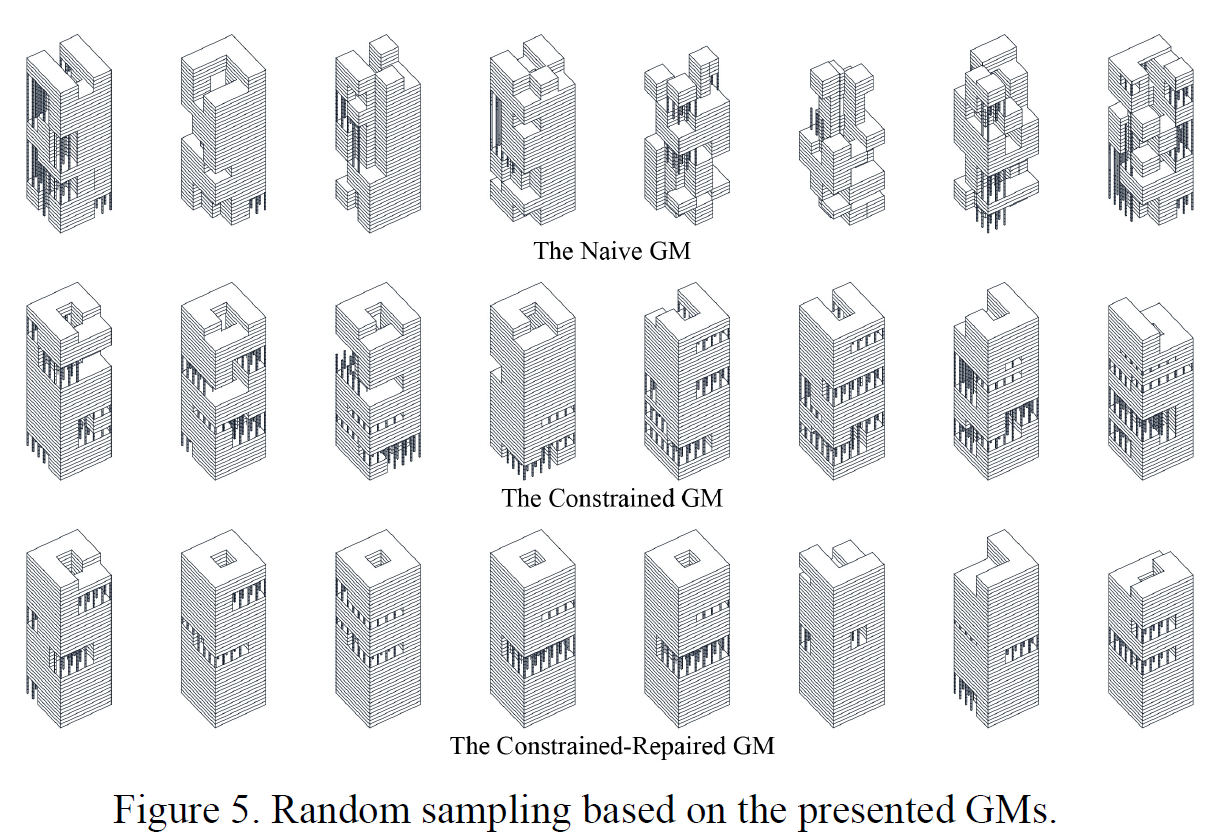 The Naive GM
The Constrained GM
The Constrained-Repaired GM
Figure 5. Random sampling based on the presented GMs.